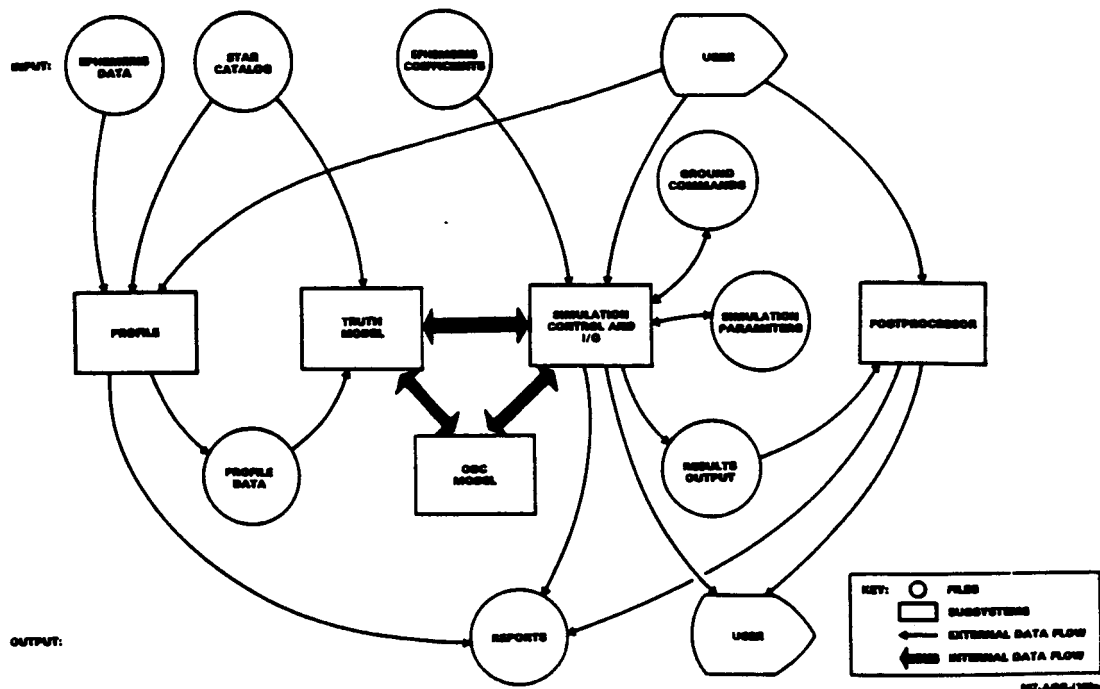 INPUT:
EPHEMERIS
DATA
STAR
CATALOG
EPHEMERIS
COEFFICIENTS
USER
GROUND
COMMANDS
PROFILE
TRUTH
MODEL
SIMULATION
CONTROL AND
I/O
SIMULATION
PARAMETERS
POSTPROCESSOR
PROFILE
DATA
OBC
MODEL
RESULTS
OUTPUT
OUTPUT:
REPORTS
USER
KEY:
FILES
SUBSYSTEMS
EXTERNAL DATA FLOW
INTERNAL DATA FLOW